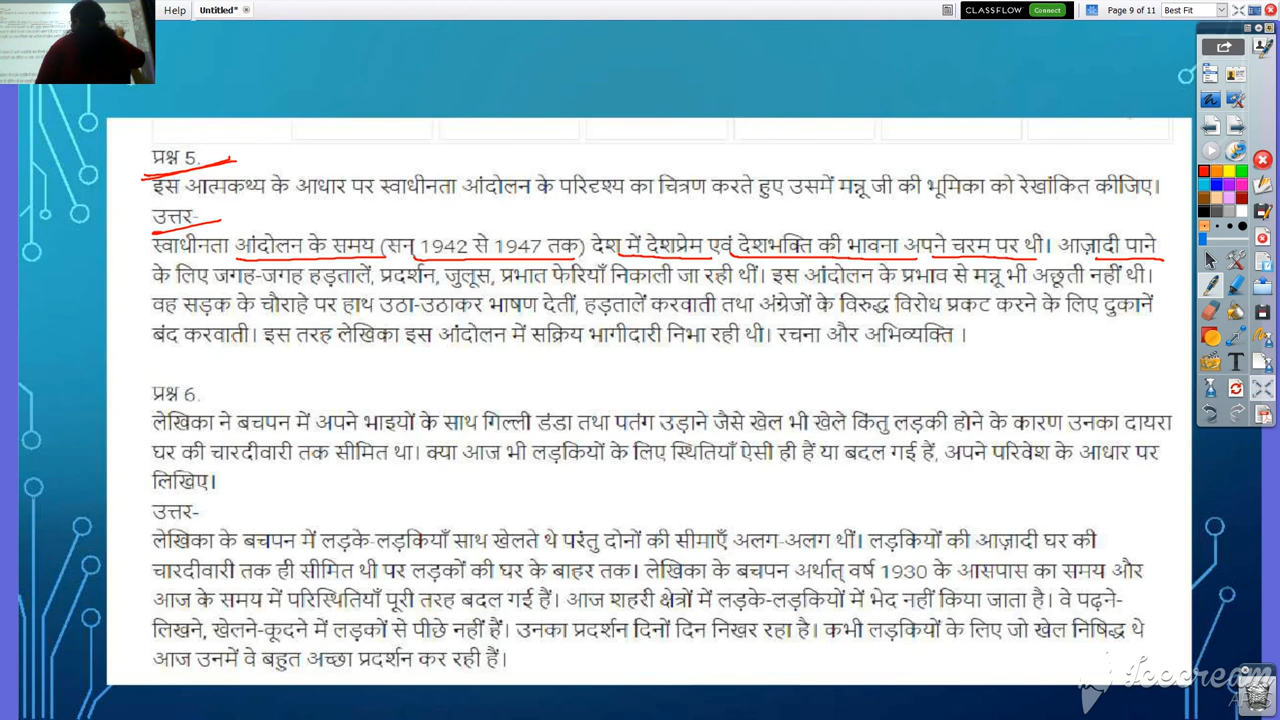 Help
Untitled*
CLASSFLOW
Connect
Page 9 of 11
Best Fit
प्रश्न 5.
इस आत्मकथ्य के आधार पर स्वाधीनता आंदोलन के परिदृश्य का चित्रण करते हुए उसमें मन्नू जी की भूमिका को रेखांकित कीजिए।
उत्तर-
स्वाधीनता आंदोलन के समय (सन् 1942 से 1947 तक) देश में देशप्रेम एवं देशभक्ति की भावना अपने चरम पर थी। आज़ादी पाने
के लिए जगह-जगह हड़तालें, प्रदर्शन, जुलूस, प्रभात फेरियाँ निकाली जा रही थीं। इस आंदोलन के प्रभाव से मन्नू भी अछूती नहीं थी।
वह सड़क के चौराहे पर हाथ उठा-उठाकर भाषण देतीं, हड़तालें करवाती तथा अंग्रेजों के विरुद्ध विरोध प्रकट करने के लिए दुकानें
बंद करवाती। इस तरह लेखिका इस आंदोलन में सक्रिय भागीदारी निभा रही थी। रचना और अभिव्यक्ति ।
प्रश्न 6.
लेखिका ने बचपन में अपने भाइयों के साथ गिल्ली डंडा तथा पतंग उड़ाने जैसे खेल भी खेले किंतु लड़की होने के कारण उनका दायरा
घर की चारदीवारी तक सीमित था। क्या आज भी लड़कियों के लिए स्थितियाँ ऐसी ही हैं या बदल गई हैं, अपने परिवेश के आधार पर
लिखिए।
उत्तर-
लेखिका के बचपन में लड़के-लड़कियाँ साथ खेलते थे परंतु दोनों की सीमाएँ अलग-अलग थीं। लड़कियों की आज़ादी घर की
चारदीवारी तक ही सीमित थी पर लड़कों की घर के बाहर तक। लेखिका के बचपन अर्थात् वर्ष 1930 के आसपास का समय और
आज के समय में परिस्थितियाँ पूरी तरह बदल गई हैं। आज शहरी क्षेत्रों में लड़के-लड़कियों में भेद नहीं किया जाता है। वे पढ़ने-
लिखने, खेलने-कूदने में लड़कों से पीछे नहीं हैं। उनका प्रदर्शन दिनों दिन निखर रहा है। कभी लड़कियों के लिए जो खेल निषिद्ध थे
आज उनमें वे बहुत अच्छा प्रदर्शन कर रही हैं।
Icecream
APPS